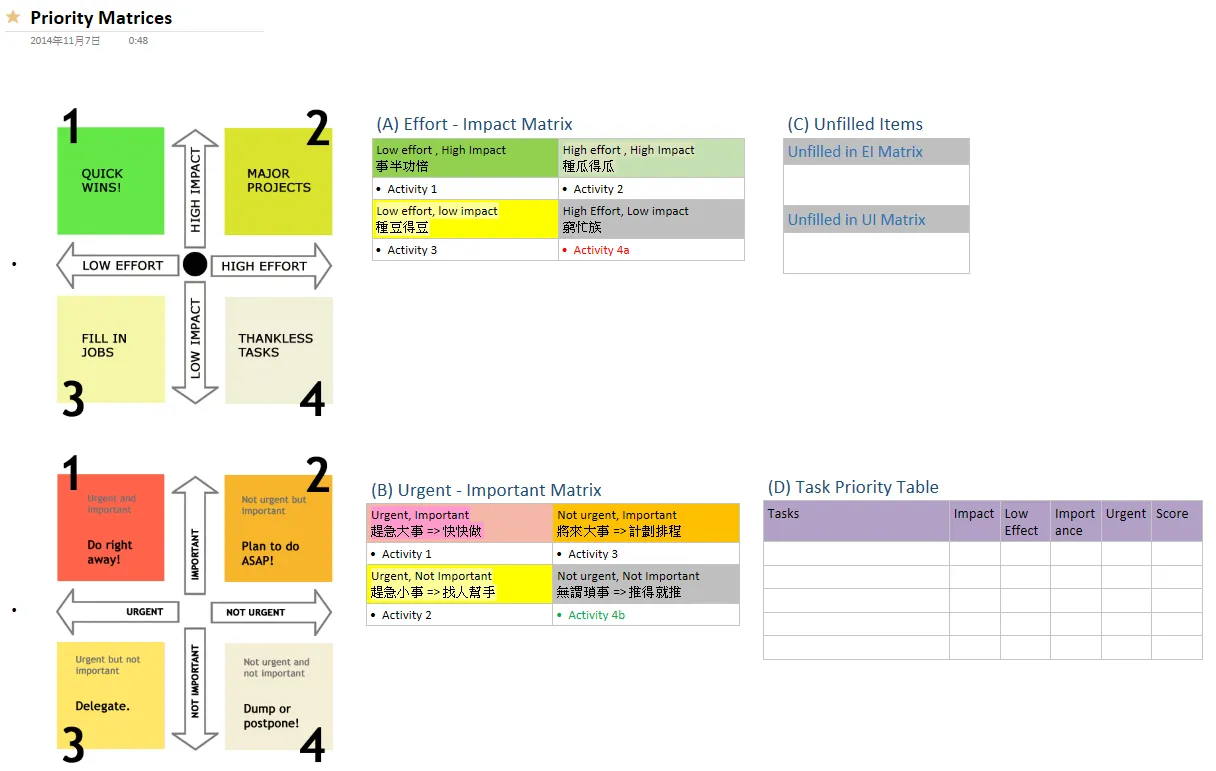 Priority Matrices
2014年11月7日 0:48
1
2
QUICK
WINS!
HIGH IMPACT
MAJOR
PROJECTS
LOW EFFORT
HIGH EFFORT
FILL IN
JOBS
LOW IMPACT
THANKLESS
TASKS
3
4
(A) Effort - Impact Matrix
Low effort , High Impact
事半功倍
High effort , High Impact
種瓜得瓜
• Activity 1
• Activity 2
Low effort, low impact
種豆得豆
High Effort, Low impact
窮忙族
• Activity 3
• Activity 4a
(C) Unfilled Items
Unfilled in EI Matrix
Unfilled in UI Matrix
1
2
Urgent and
important
Do right
away!
IMPORTANT
Not urgent but
important
Plan to do
ASAP!
URGENT
NOT URGENT
Urgent but not
important
Delegate.
NOT IMPORTANT
Not urgent and
not important
Dump or
postpone!
3
4
(B) Urgent - Important Matrix
Urgent, Important
趕急大事 => 快快做
Not urgent, Important
將來大事 => 計劃排程
• Activity 1
• Activity 3
Urgent, Not Important
趕急小事 => 找人幫手
Not urgent, Not Important
無謂瑣事 => 推得就推
• Activity 2
• Activity 4b
(D) Task Priority Table
Tasks
Impact
Low
Effect
Import
ance
Urgent
Score